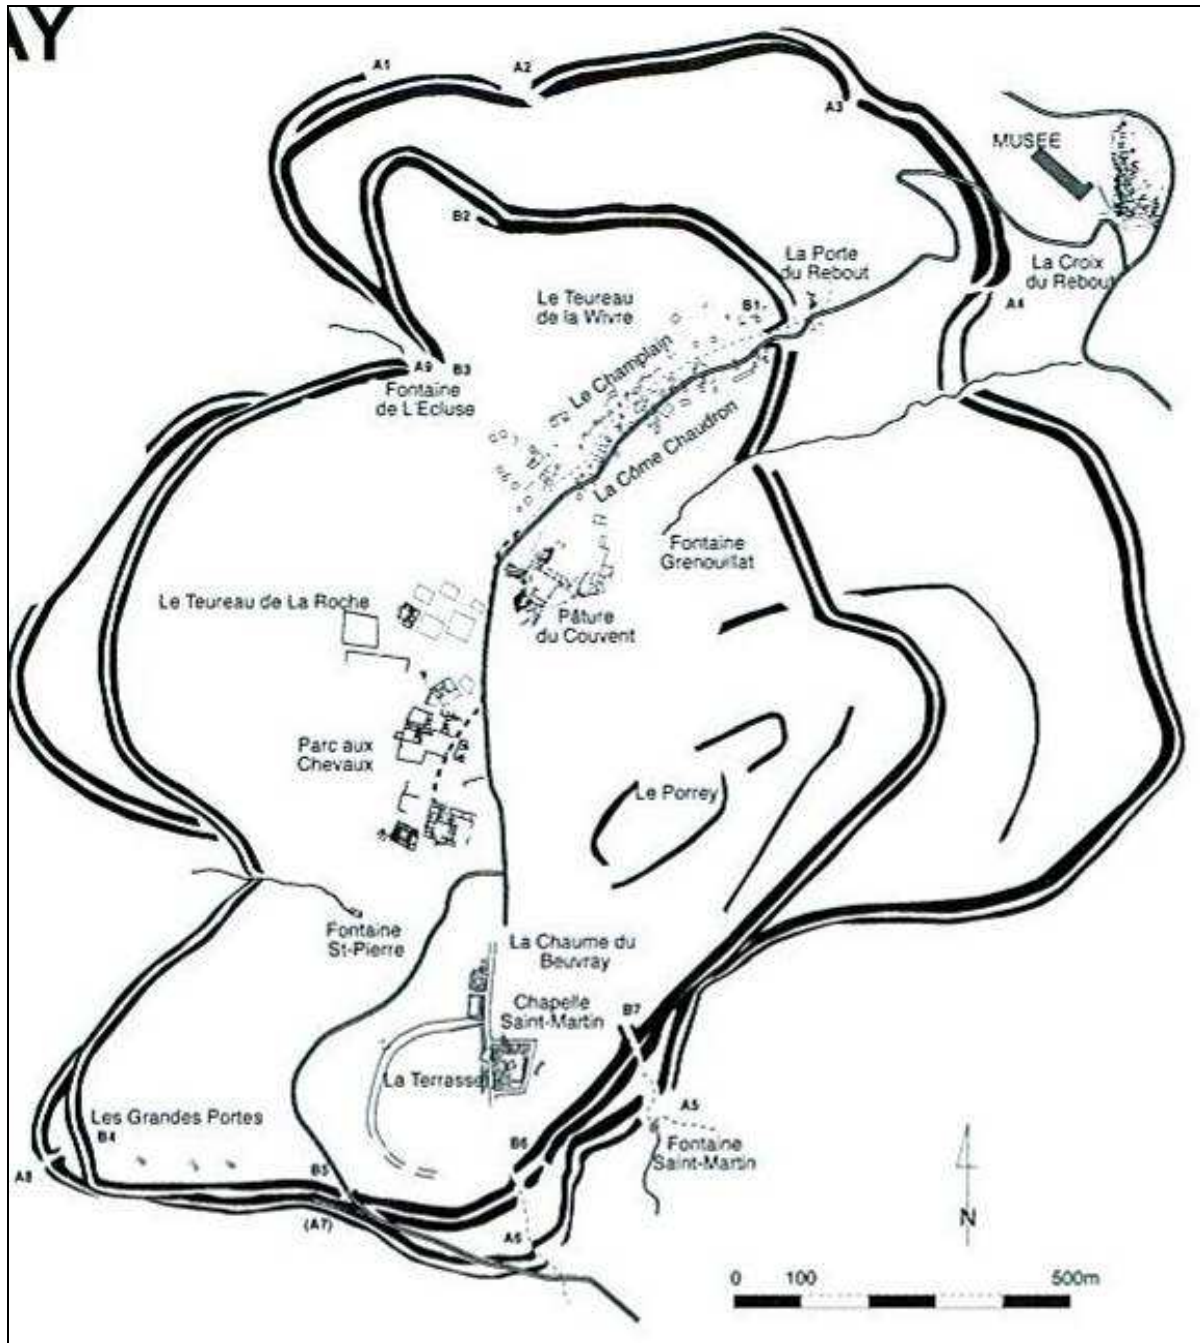 AY
A1
A2
A3
MUSEE
B2
La Porte
du Rebout
La Croix
du Rebout
Le Teureau
de la Wivre
B1
A4
Le Champlain
A9 B3
Fontaine
de L'Ecluse
La Côme Chaudron
Fontaine
Grenouillat
Le Teureau de La Roche
Pâture
du Couvent
Parc aux
Chevaux
Le Porrey
Fontaine
St-Pierre
La Chaume du
Beuvray
Chapelle
Saint-Martin
B7
La Terrasse
A5
Les Grandes Portes
B4
B6
Fontaine
Saint-Martin
A8
B5
(A7)
A6
N
0 100 500m